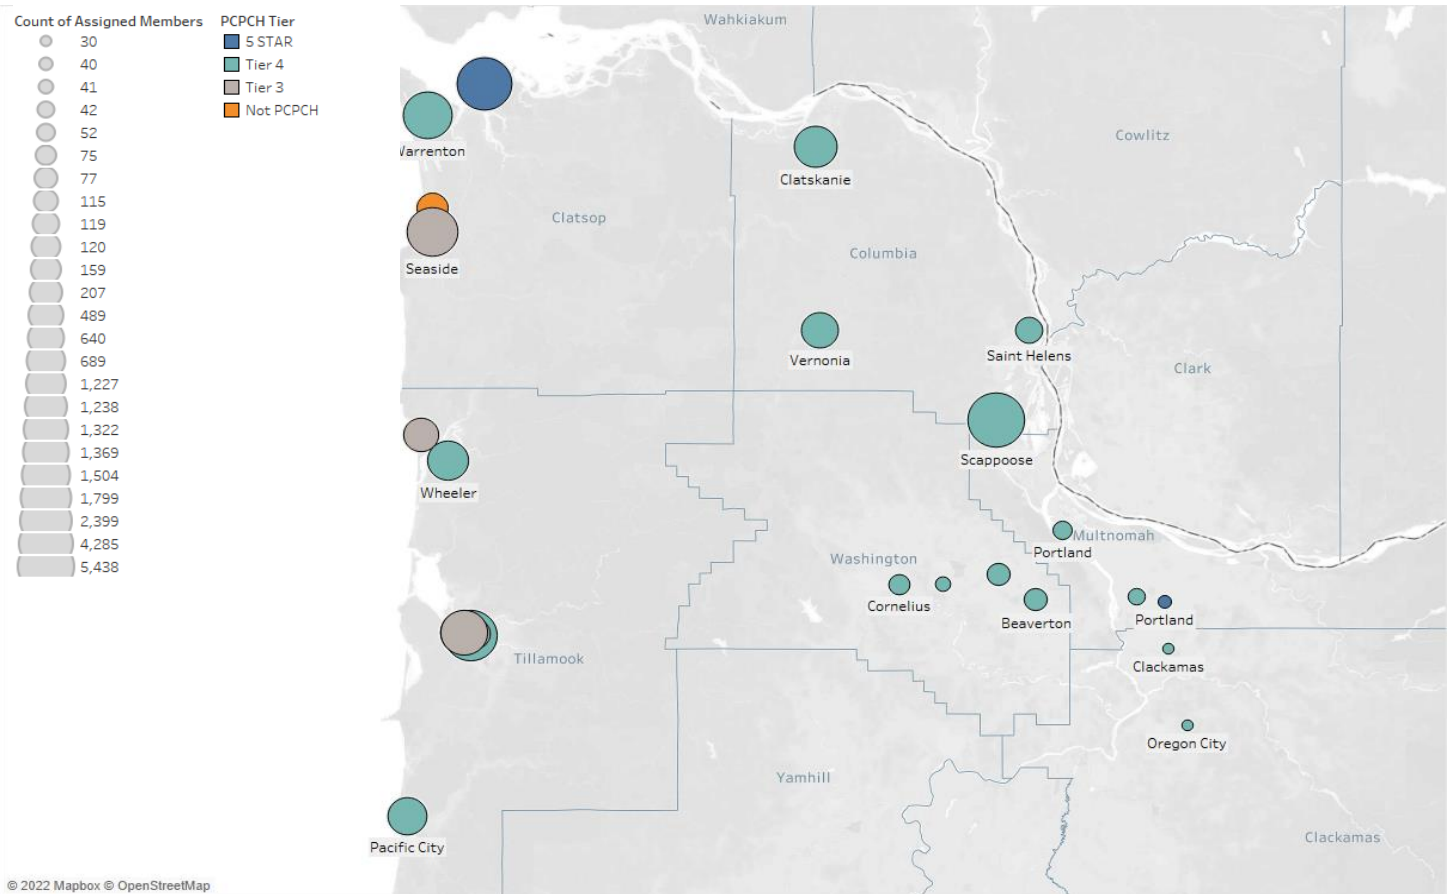 Count of Assigned Members
30
40
41
42
52
75
77
115
119
120
159
207
489
640
689
1,227
1,238
1,322
1,369
1,504
1,799
2,399
4,285
5,438
PCPCH Tier
5 STAR
Tier 4
Tier 3
Not PCPCH
Wahkiakum
Cowlitz
Warrenton
Clatskanie
Clatsop
Columbia
Seaside
Vernonia
Saint Helens
Clark
Scappoose
Wheeler
Multnomah
Portland
Washington
Cornelius
Beaverton
Portland
Tillamook
Clackamas
Oregon City
Yamhill
Pacific City
Clackamas
© 2022 Mapbox © OpenStreetMap